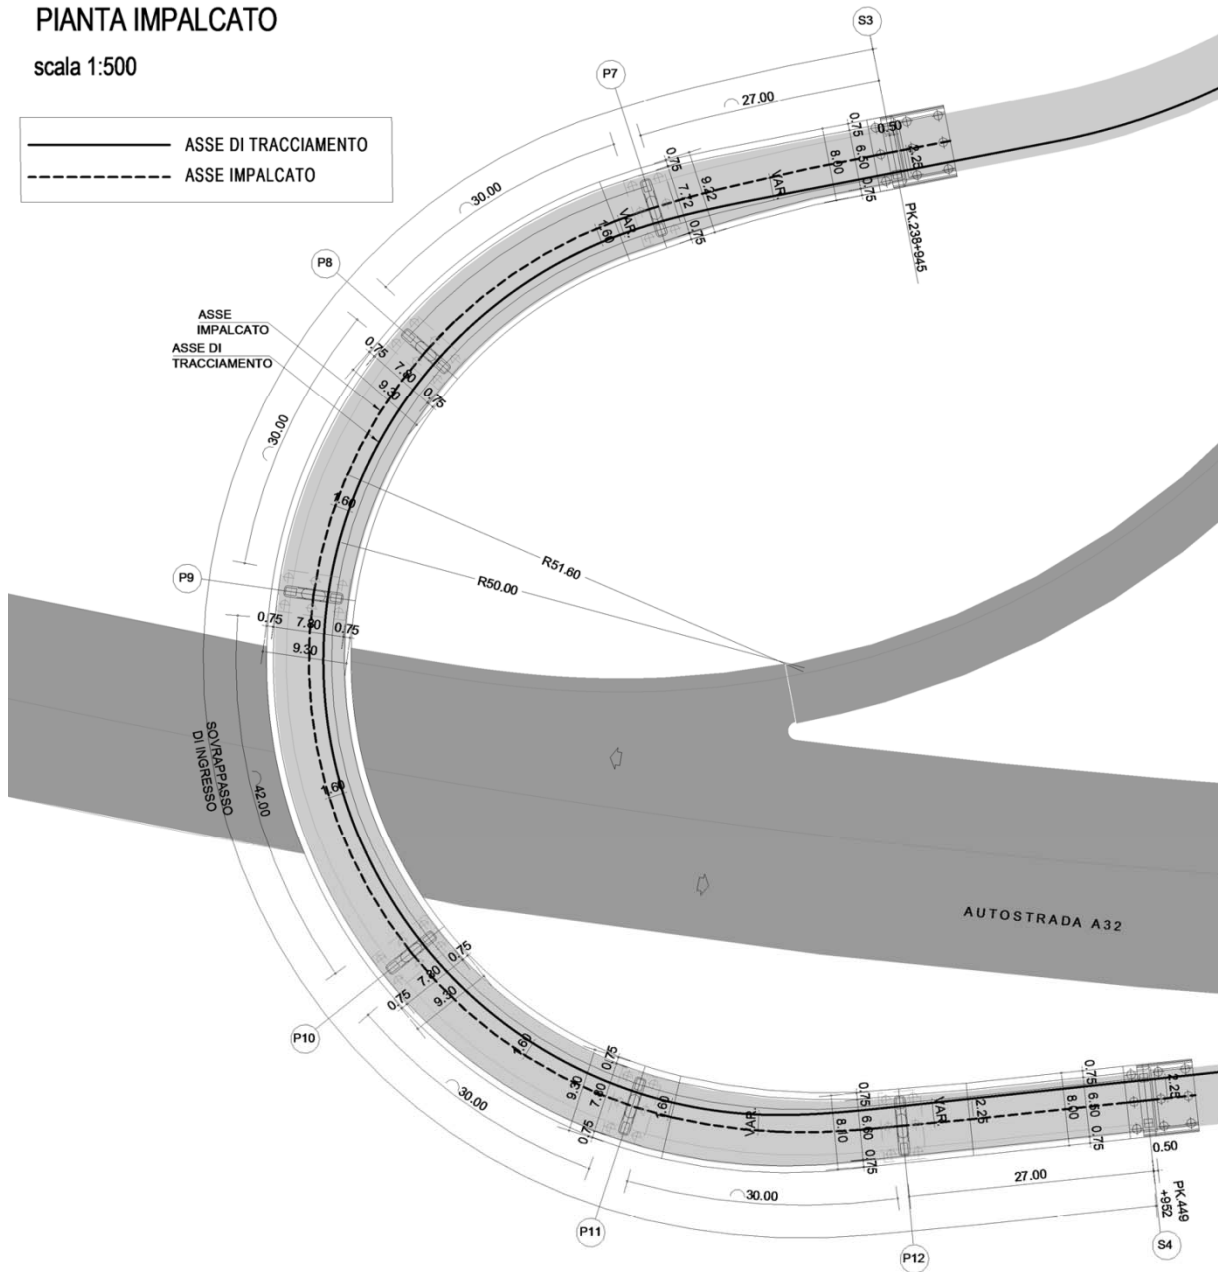 PIANTA IMPALCATO
scala 1:500
ASSE DI TRACCIAMENTO
ASSE IMPALCATO
S3
P7
27.00
0.75
0.50
8.00
6.50
2.25
0.75
VAR.
0.75
7.72
9.22
0.75
VAR.
1.60
PK.238+945
30.00
P8
ASSE
IMPALCATO
ASSE DI
TRACCIAMENTO
0.75
7.80
9.30
0.75
30.00
1.60
R51.60
R50.00
P9
0.75
7.80
0.75
9.30
SOVRAPPASSO
DI INGRESSO
42.00
1.60
AUTOSTRADA A32
0.75
7.80
0.75
9.30
P10
1.60
30.00
0.75
9.30
7.80
0.75
1.60
VAR.
0.75
8.10
6.60
0.75
VAR.
2.25
0.75
8.00
6.50
0.75
2.25
0.50
30.00
27.00
PK.449
+952
P11
P12
S4